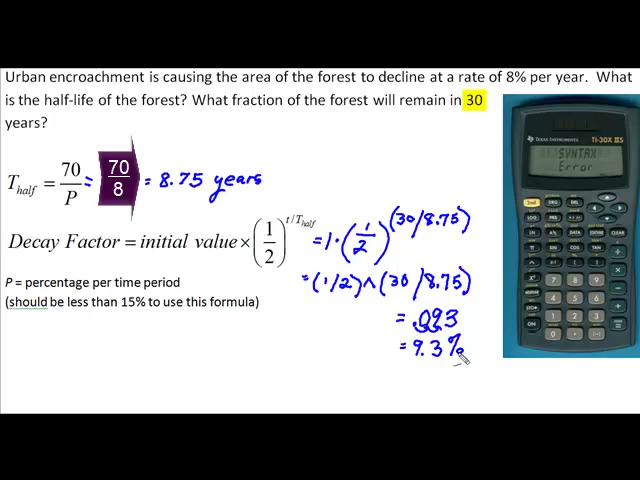 Urban encroachment is causing the area of the forest to decline at a rate of 8% per year. What
is the half-life of the forest? What fraction of the forest will remain in 30
years?
T_half = 70/P = 70/8 = 8.75 years
Decay Factor = initial value × (1/2)^(t/T_half) = 1 · (1/2)^(30/8.75)
= (1/2) ^ (30/8.75)
P = percentage per time period
(should be less than 15% to use this formula)
= .093
= 9.3%
TEXAS INSTRUMENTS TI-30X IIS
SYNTAX
Error